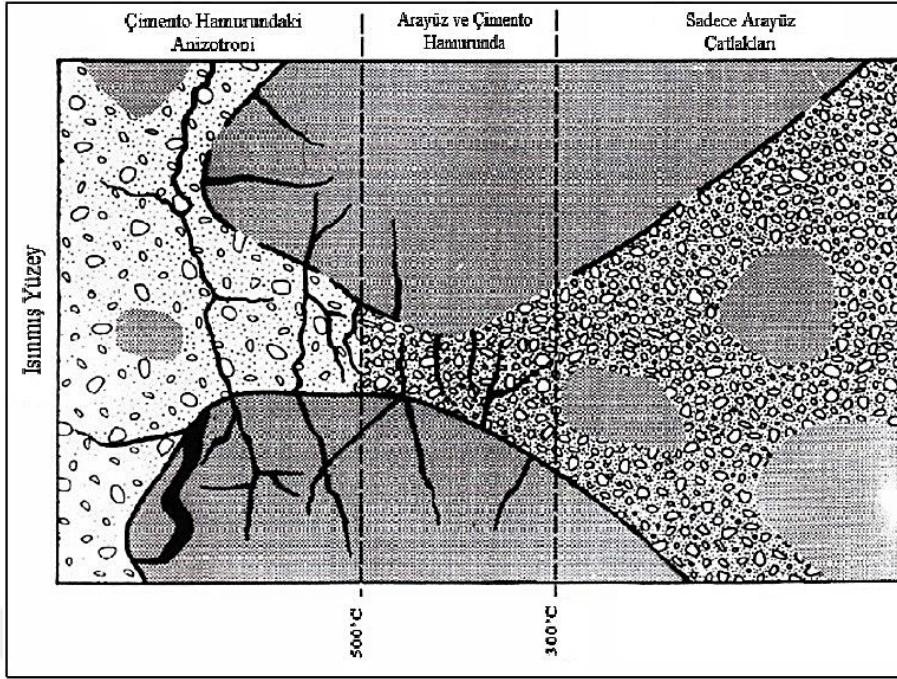 Çimento Hamurundaki
Anizotropi
Arayüz ve Çimento
Hamurunda
Sadece Arayüz
Çatlakları
Isınmış Yüzey
500°C
300°C